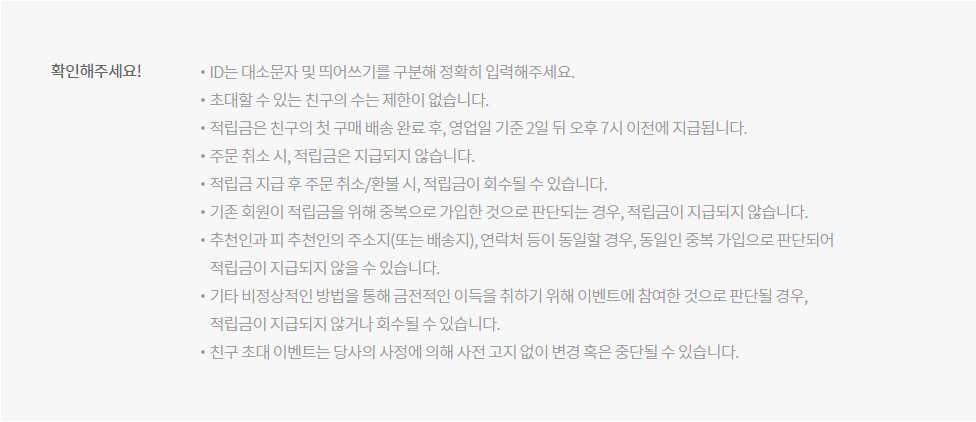 확인해주세요!
• ID는 대소문자 및 띄어쓰기를 구분해 정확히 입력해주세요.
• 초대할 수 있는 친구의 수는 제한이 없습니다.
• 적립금은 친구의 첫 구매 배송 완료 후, 영업일 기준 2일 뒤 오후 7시 이전에 지급됩니다.
• 주문 취소 시, 적립금은 지급되지 않습니다.
• 적립금 지급 후 주문 취소/환불 시, 적립금이 회수될 수 있습니다.
• 기존 회원이 적립금을 위해 중복으로 가입한 것으로 판단되는 경우, 적립금이 지급되지 않습니다.
• 추천인과 피 추천인의 주소지(또는 배송지), 연락처 등이 동일할 경우, 동일인 중복 가입으로 판단되어
적립금이 지급되지 않을 수 있습니다.
• 기타 비정상적인 방법을 통해 금전적인 이득을 취하기 위해 이벤트에 참여한 것으로 판단될 경우,
적립금이 지급되지 않거나 회수될 수 있습니다.
• 친구 초대 이벤트는 당사의 사정에 의해 사전 고지 없이 변경 혹은 중단될 수 있습니다.